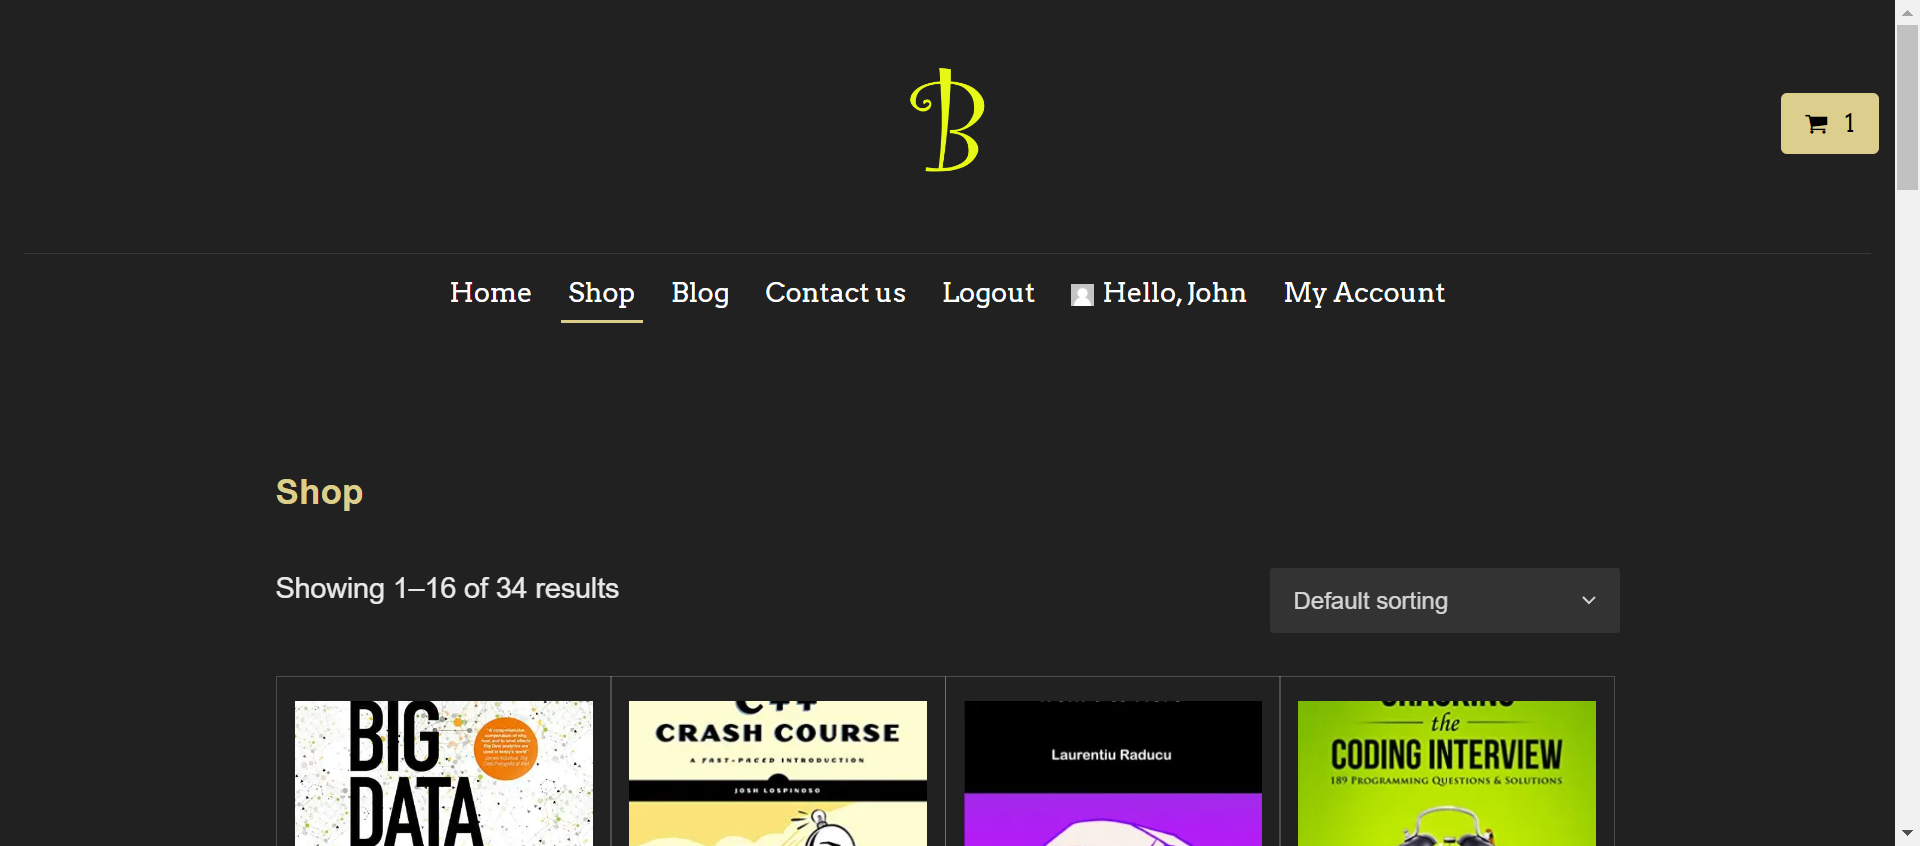 B
1
Home Shop Blog Contact us Logout Hello, John My Account
Shop
Showing 1–16 of 34 results
Default sorting
BIG
DATA
C++
CRASH COURSE
A FAST-PACED INTRODUCTION
JOSH LOSPINOSO
Laurentiu Raducu
CRACKING
the
CODING INTERVIEW
189 PROGRAMMING QUESTIONS & SOLUTIONS